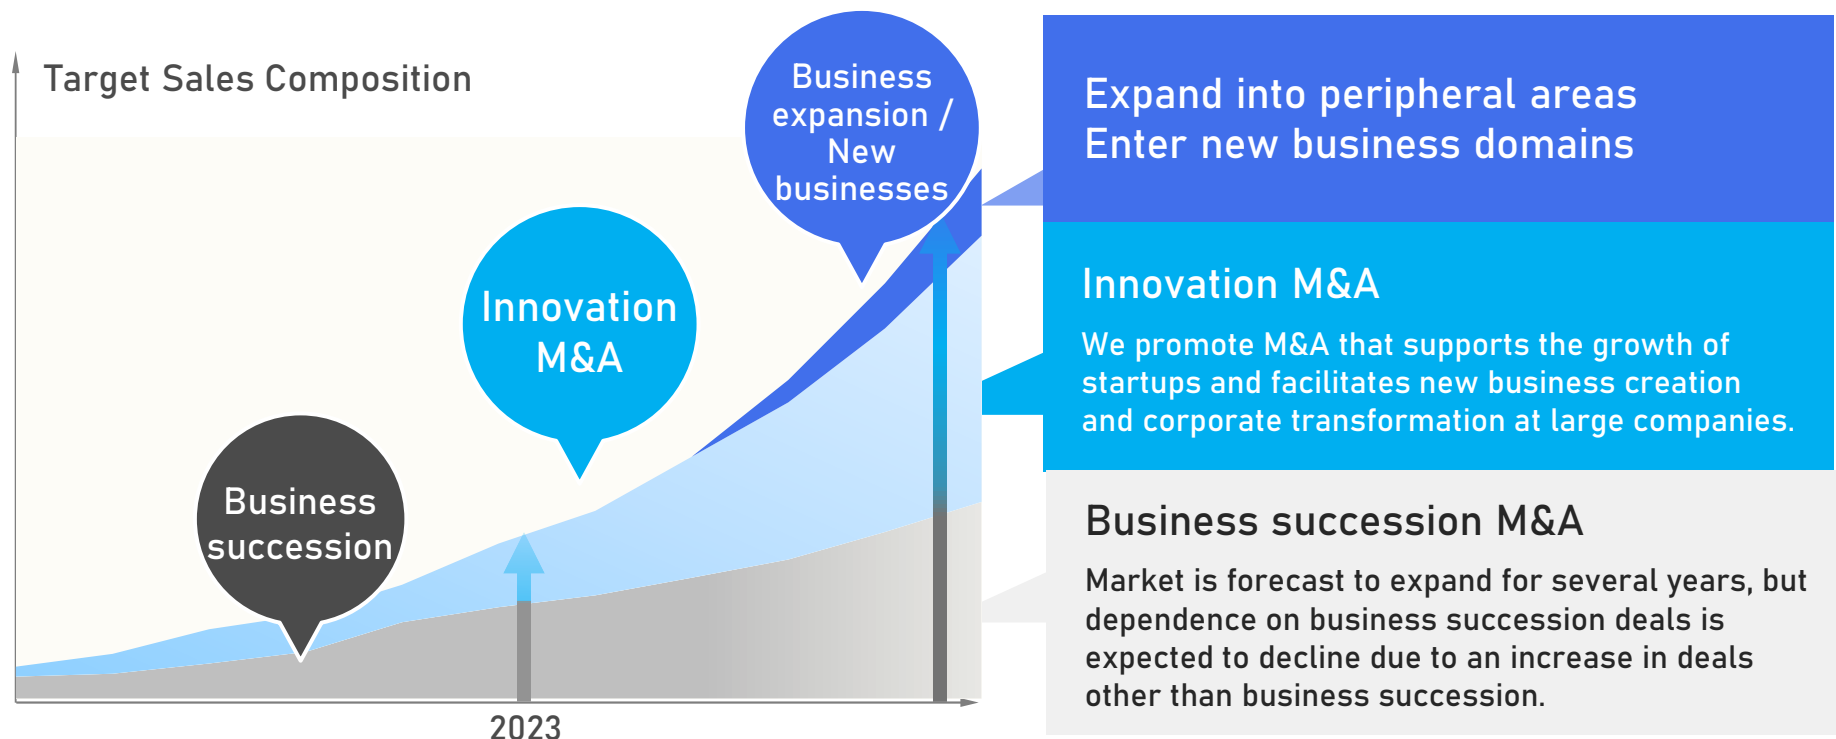 Target Sales Composition
Business
expansion /
New
businesses
Innovation
M&A
Business
succession
2023
Expand into peripheral areas
Enter new business domains
Innovation M&A
We promote M&A that supports the growth of
startups and facilitates new business creation
and corporate transformation at large companies.
Business succession M&A
Market is forecast to expand for several years, but
dependence on business succession deals is
expected to decline due to an increase in deals
other than business succession.